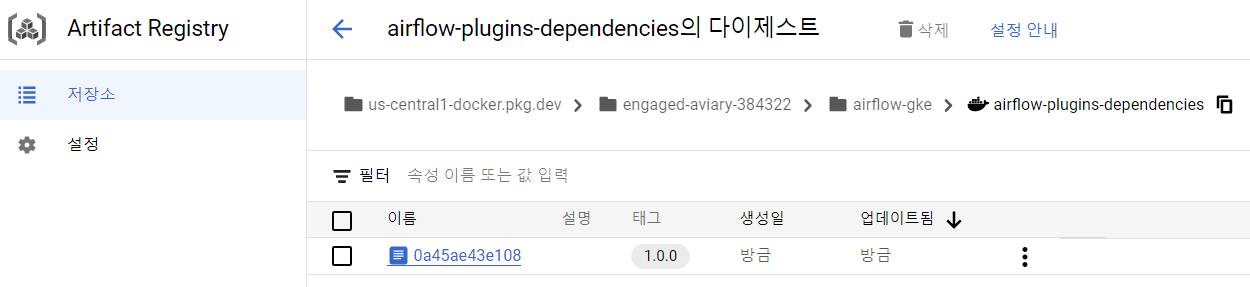 Artifact Registry
airflow-plugins-dependencies의 다이제스트
삭제
설정 안내
저장소
설정
us-central1-docker.pkg.dev
engaged-aviary-384322
airflow-gke
airflow-plugins-dependencies
필터 속성 이름 또는 값 입력
이름 설명 태그 생성일 업데이트됨
0a45ae43e108 1.0.0 방금 방금